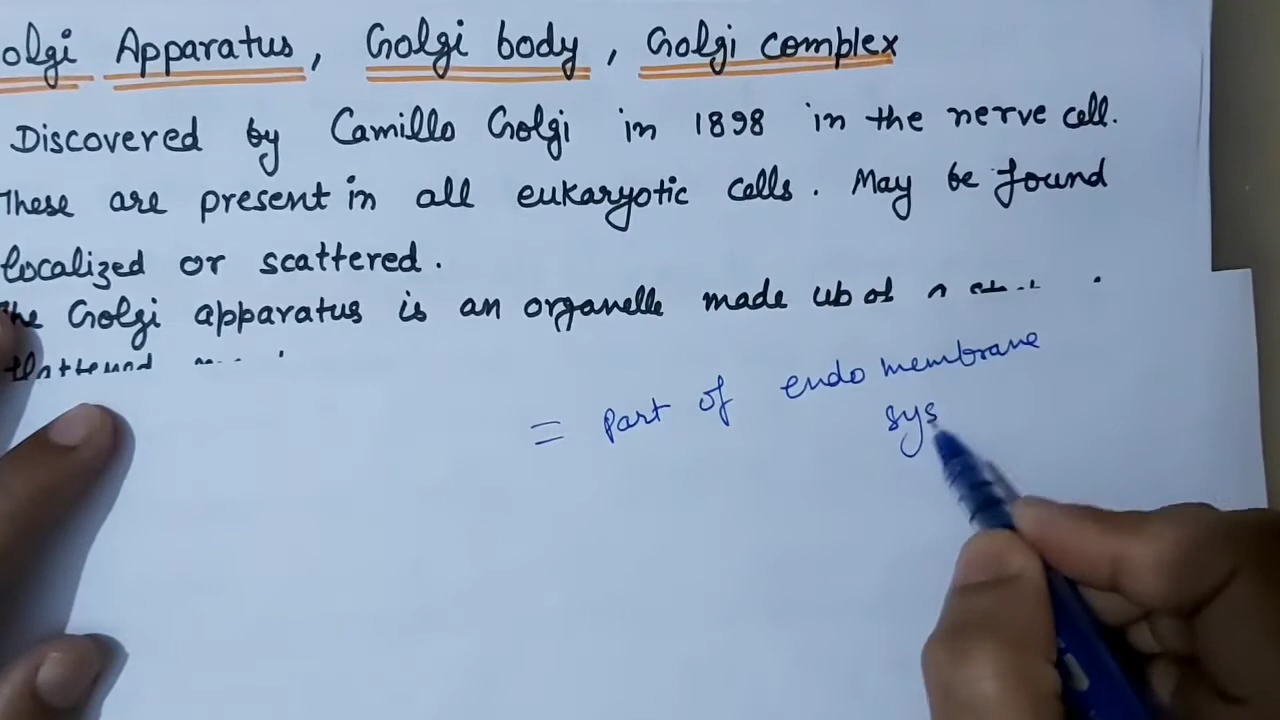 olgi Apparatus, Golgi body, Golgi complex
Discovered by Camillo Golgi in 1898 in the nerve cell.
These are present in all eukaryotic cells. May be found
localized or scattered.
The Golgi apparatus is an organelle made
= part of endo membrane
sys